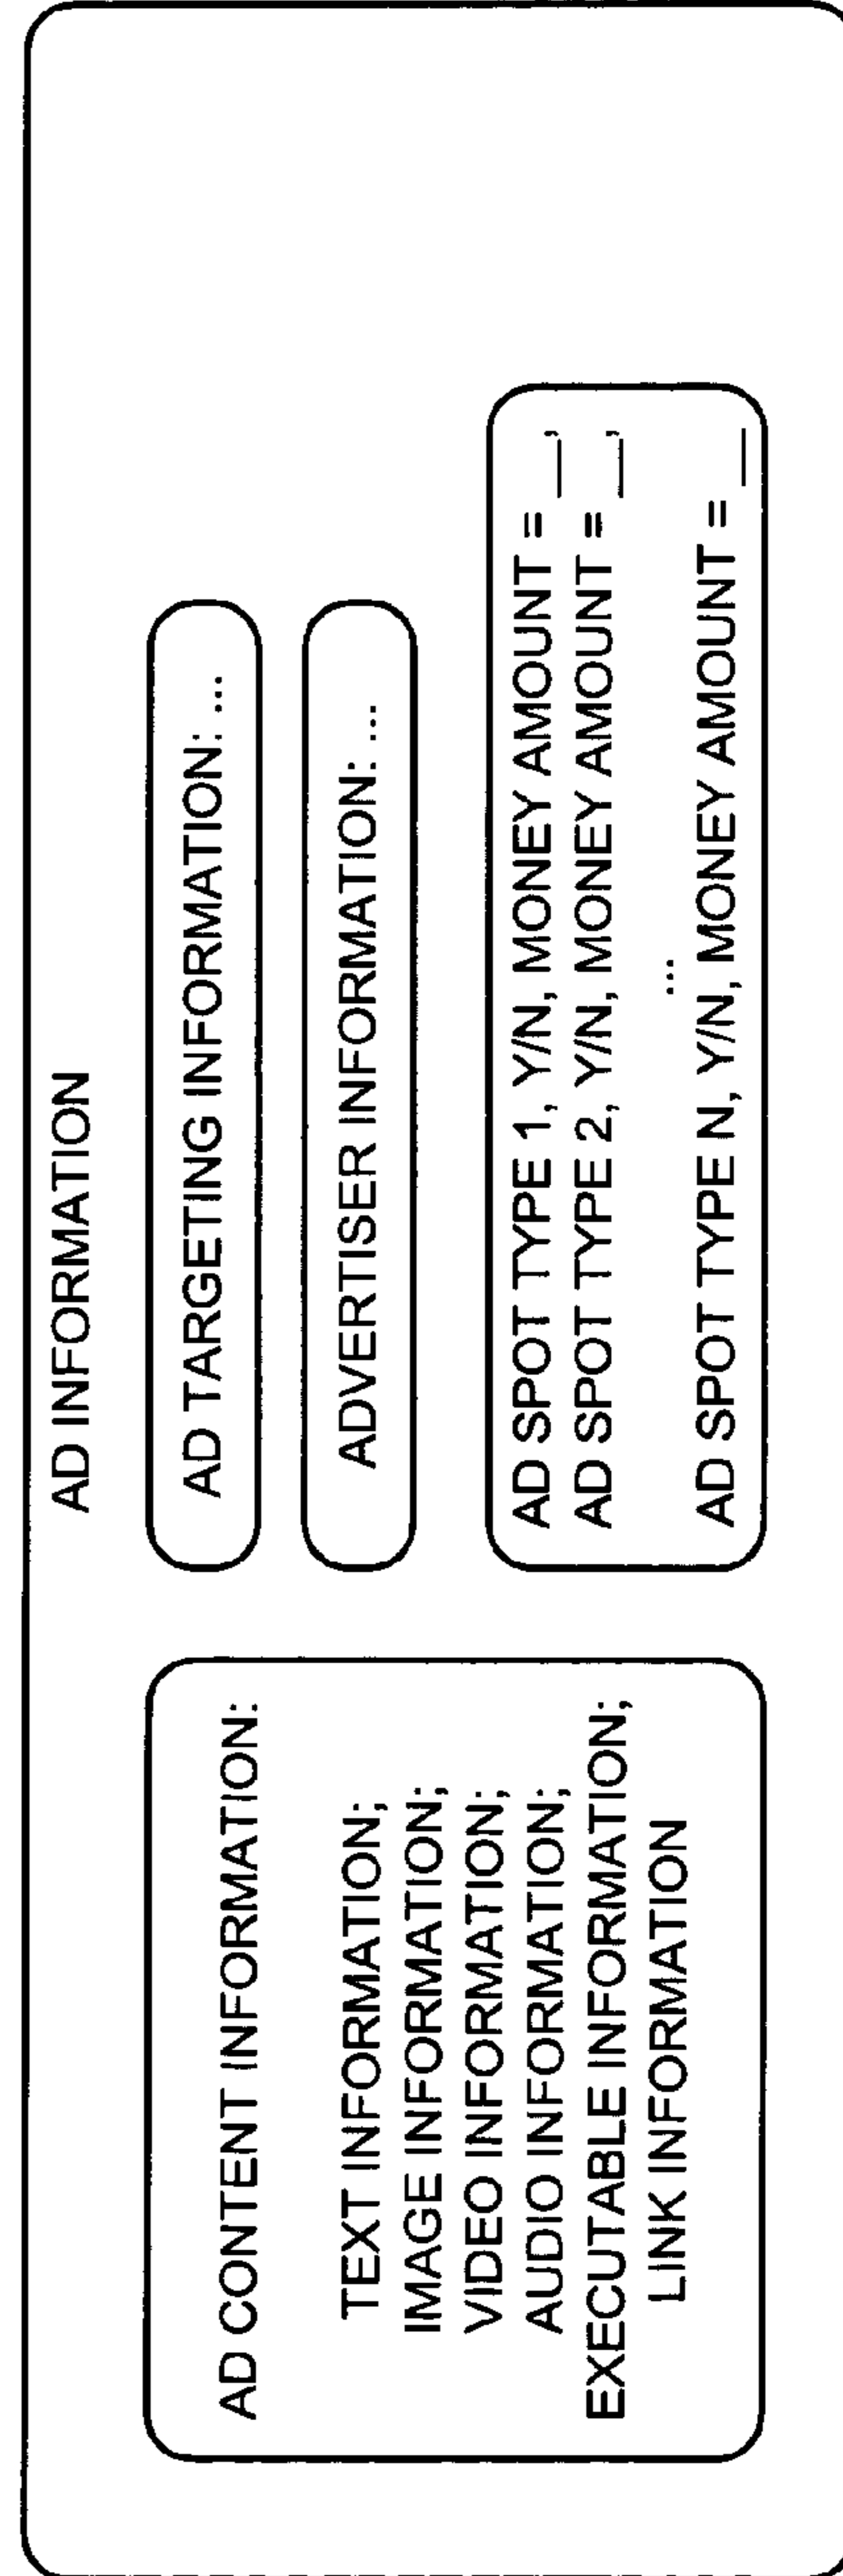 AD INFORMATION
AD CONTENT INFORMATION:
TEXT INFORMATION;
IMAGE INFORMATION;
VIDEO INFORMATION;
AUDIO INFORMATION;
EXECUTABLE INFORMATION;
LINK INFORMATION
AD TARGETING INFORMATION: ...
ADVERTISER INFORMATION: ...
AD SPOT TYPE 1, Y/N, MONEY AMOUNT = __,
AD SPOT TYPE 2, Y/N, MONEY AMOUNT = __,
...
AD SPOT TYPE N, Y/N, MONEY AMOUNT = __